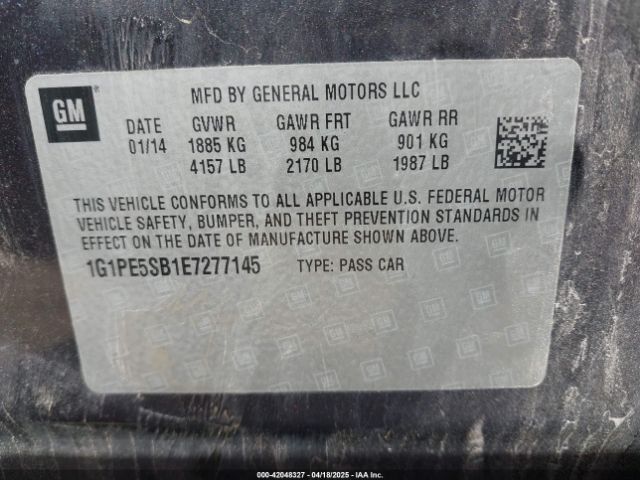 GM
MFD BY GENERAL MOTORS LLC
DATE GVWR GAWR FRT GAWR RR
01/14 1885 KG 984 KG 901 KG
4157 LB 2170 LB 1987 LB
THIS VEHICLE CONFORMS TO ALL APPLICABLE U.S. FEDERAL MOTOR
VEHICLE SAFETY, BUMPER, AND THEFT PREVENTION STANDARDS IN
EFFECT ON THE DATE OF MANUFACTURE SHOWN ABOVE.
1G1PE5SB1E7277145 TYPE: PASS CAR
000-42048327 - 04/18/2025 - IAA Inc.